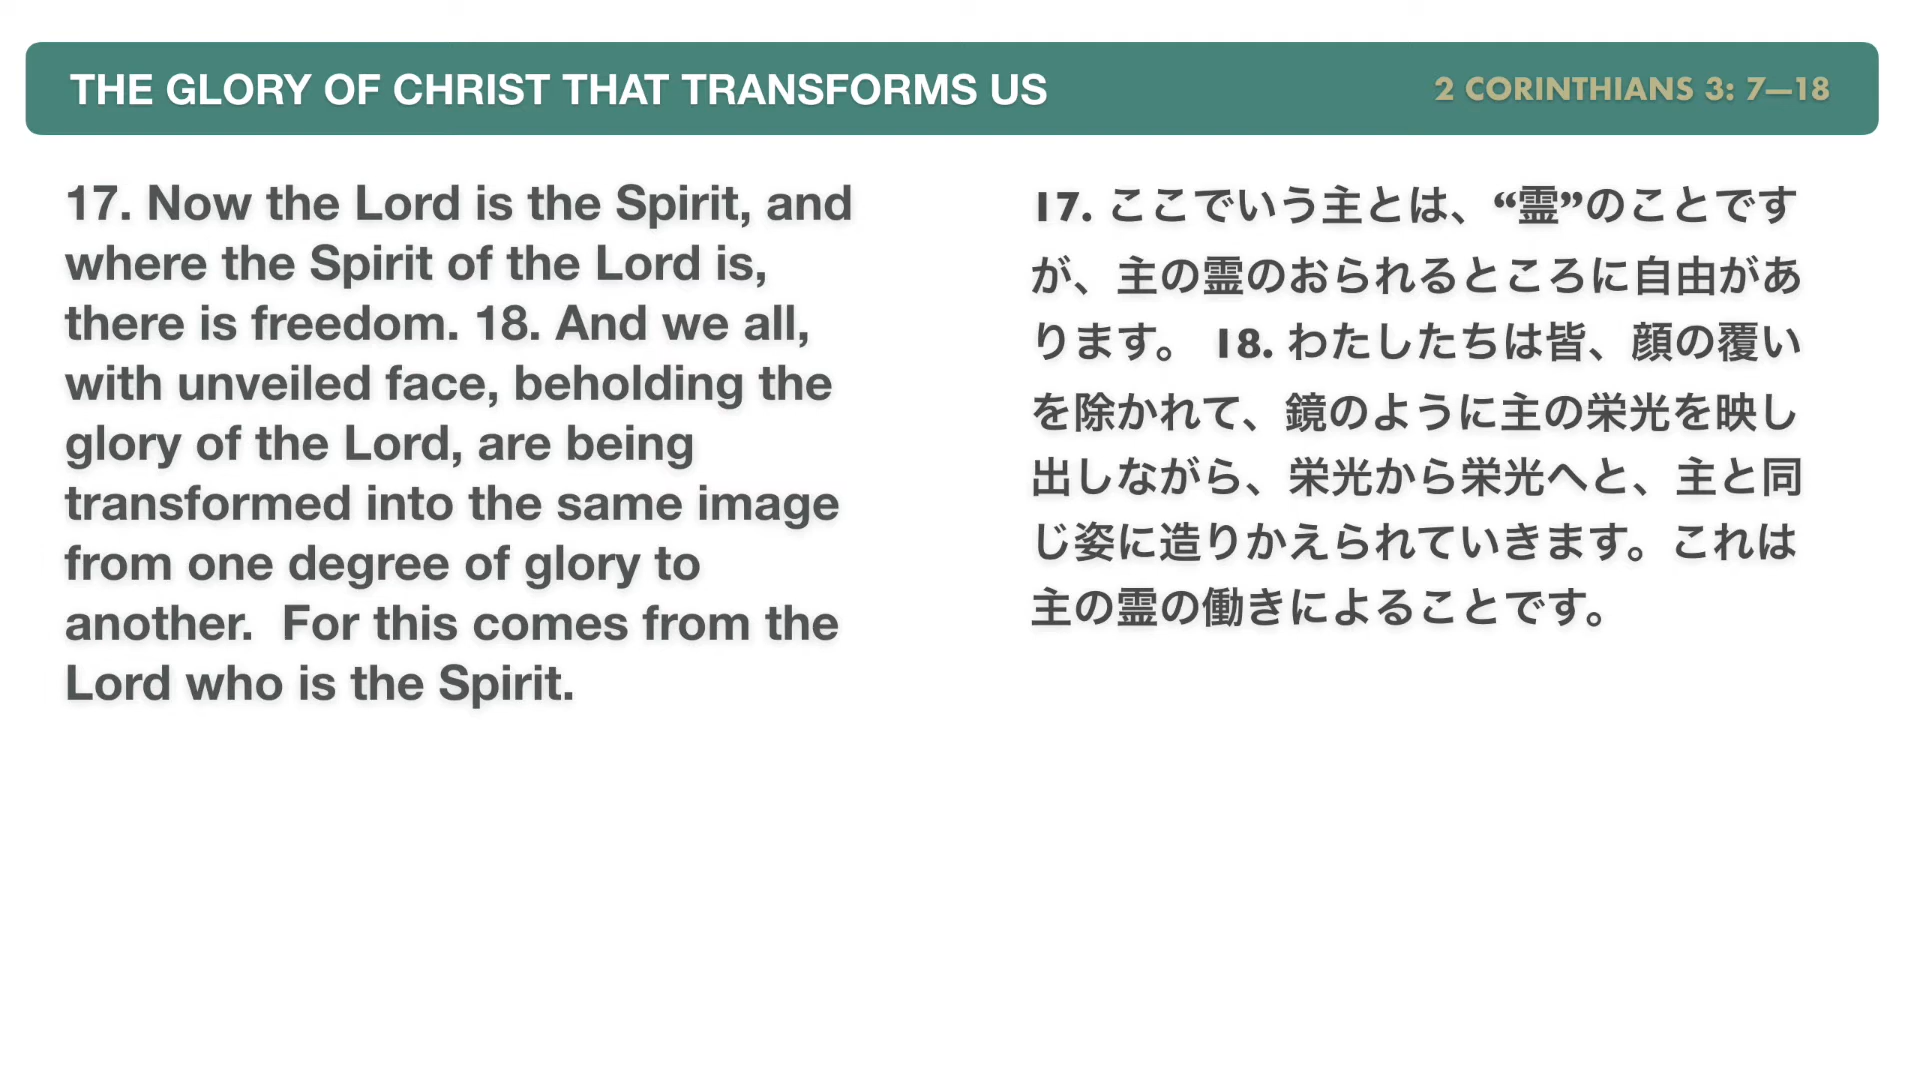 THE GLORY OF CHRIST THAT TRANSFORMS US
2 CORINTHIANS 3: 7—18
17. Now the Lord is the Spirit, and
where the Spirit of the Lord is,
there is freedom. 18. And we all,
with unveiled face, beholding the
glory of the Lord, are being
transformed into the same image
from one degree of glory to
another.  For this comes from the
Lord who is the Spirit.
17. ここでいう主とは、“霊”のことです
が、主の霊のおられるところに自由があ
ります。 18. わたしたちは皆、顔の覆い
を除かれて、鏡のように主の栄光を映し
出しながら、栄光から栄光へと、主と同
じ姿に造りかえられていきます。これは
主の霊の働きによることです。